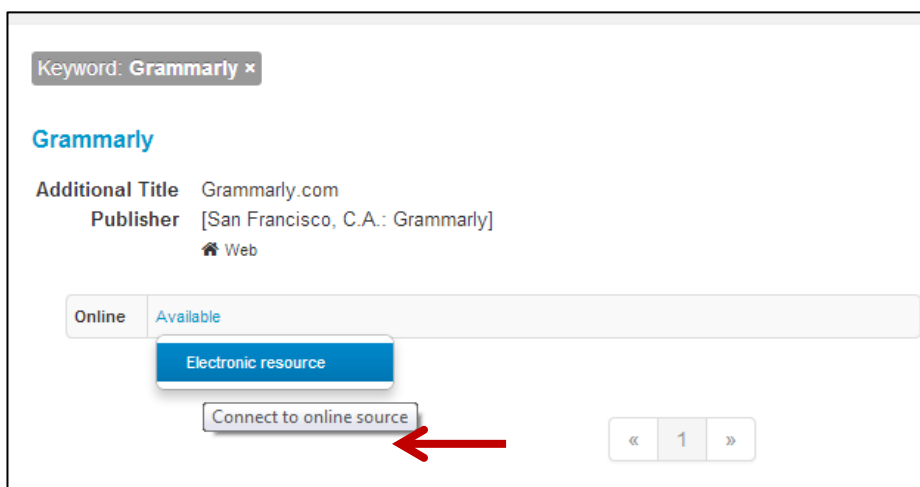 Keyword: Grammarly ×
Grammarly
Additional Title Grammarly.com
Publisher [San Francisco, C.A.: Grammarly]
Web
Online Available
Electronic resource
Connect to online source
« 1 »